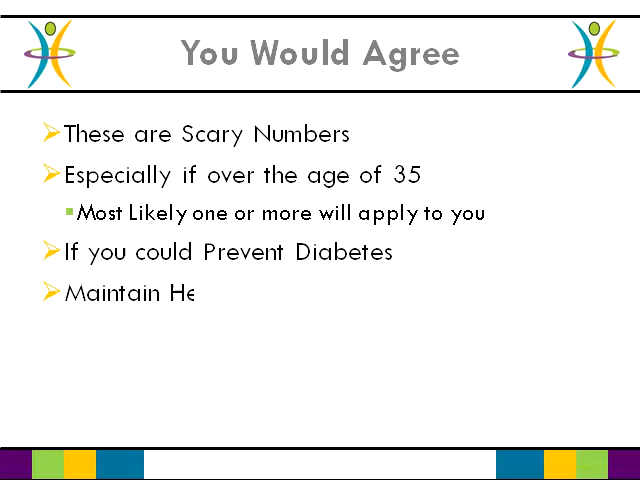 You Would Agree
These are Scary Numbers
Especially if over the age of 35
Most Likely one or more will apply to you
If you could Prevent Diabetes
Maintain He